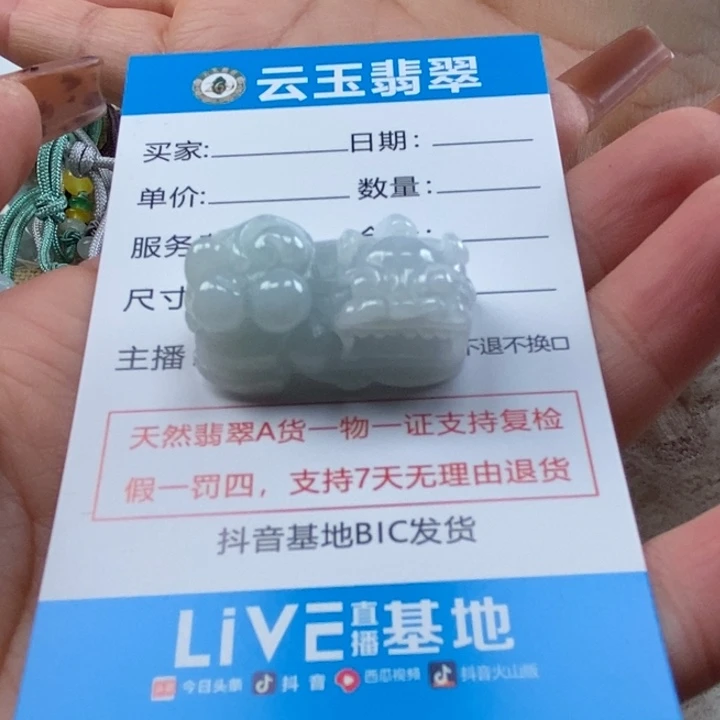 云玉翡翠
买家: 日期:
单价: 数量:
服务
尺寸
主播: 不退不换口
天然翡翠A货一物一证支持复检
假一罚四，支持7天无理由退货
抖音基地BIC发货
LiVE直播基地
今日头条 抖音 西瓜视频 抖音火山版